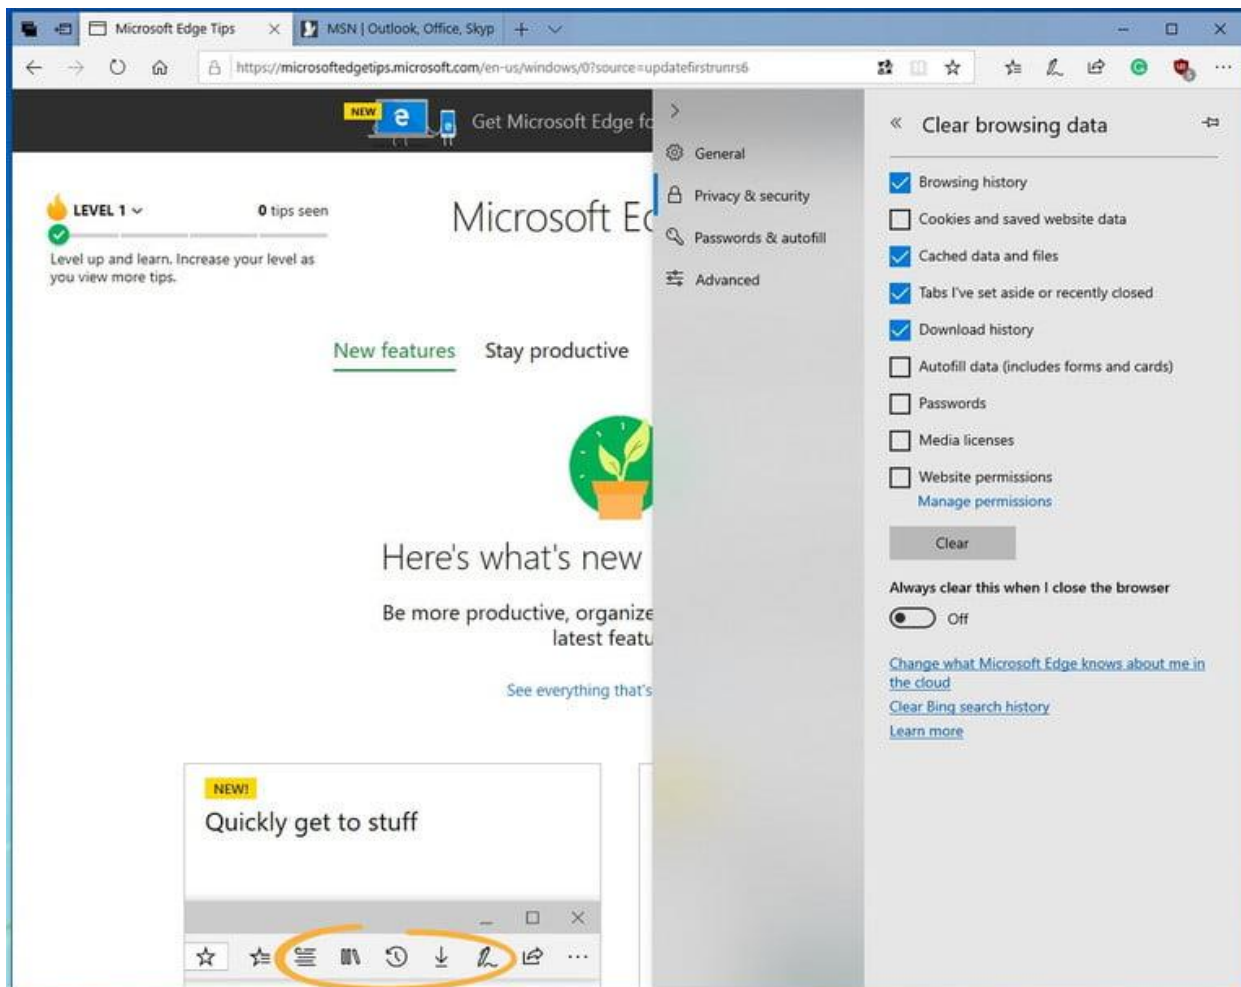 Microsoft Edge Tips
MSN | Outlook, Office, Skyp
https://microsoftedgetips.microsoft.com/en-us/windows/0?source=updatefirstrunrs6
NEW
Get Microsoft Edge fo
LEVEL 1
0 tips seen
Level up and learn. Increase your level as
you view more tips.
Microsoft Ed
New features
Stay productive
Here's what's new
Be more productive, organize
latest featu
See everything that's
NEW!
Quickly get to stuff
General
Privacy & security
Passwords & autofill
Advanced
Clear browsing data
Browsing history
Cookies and saved website data
Cached data and files
Tabs I've set aside or recently closed
Download history
Autofill data (includes forms and cards)
Passwords
Media licenses
Website permissions
Manage permissions
Clear
Always clear this when I close the browser
Off
Change what Microsoft Edge knows about me in
the cloud
Clear Bing search history
Learn more